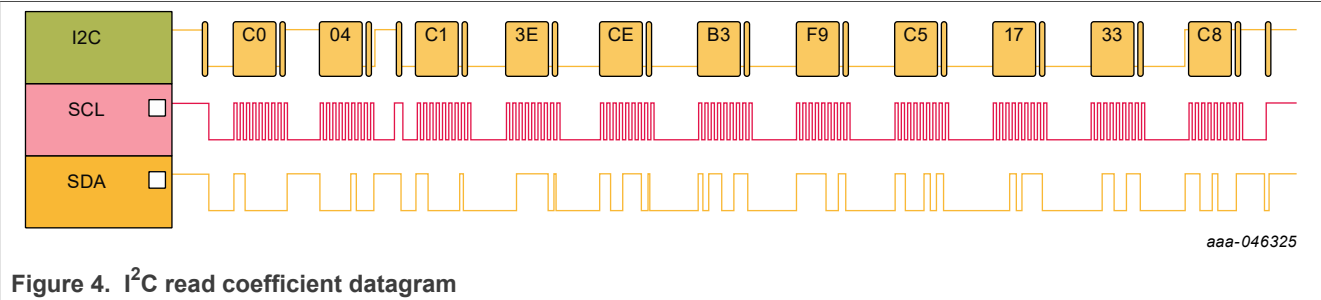 I2C C0 04 C1 3E CE B3 F9 C5 17 33 C8
SCL
SDA
aaa-046325
Figure 4. I²C read coefficient datagram